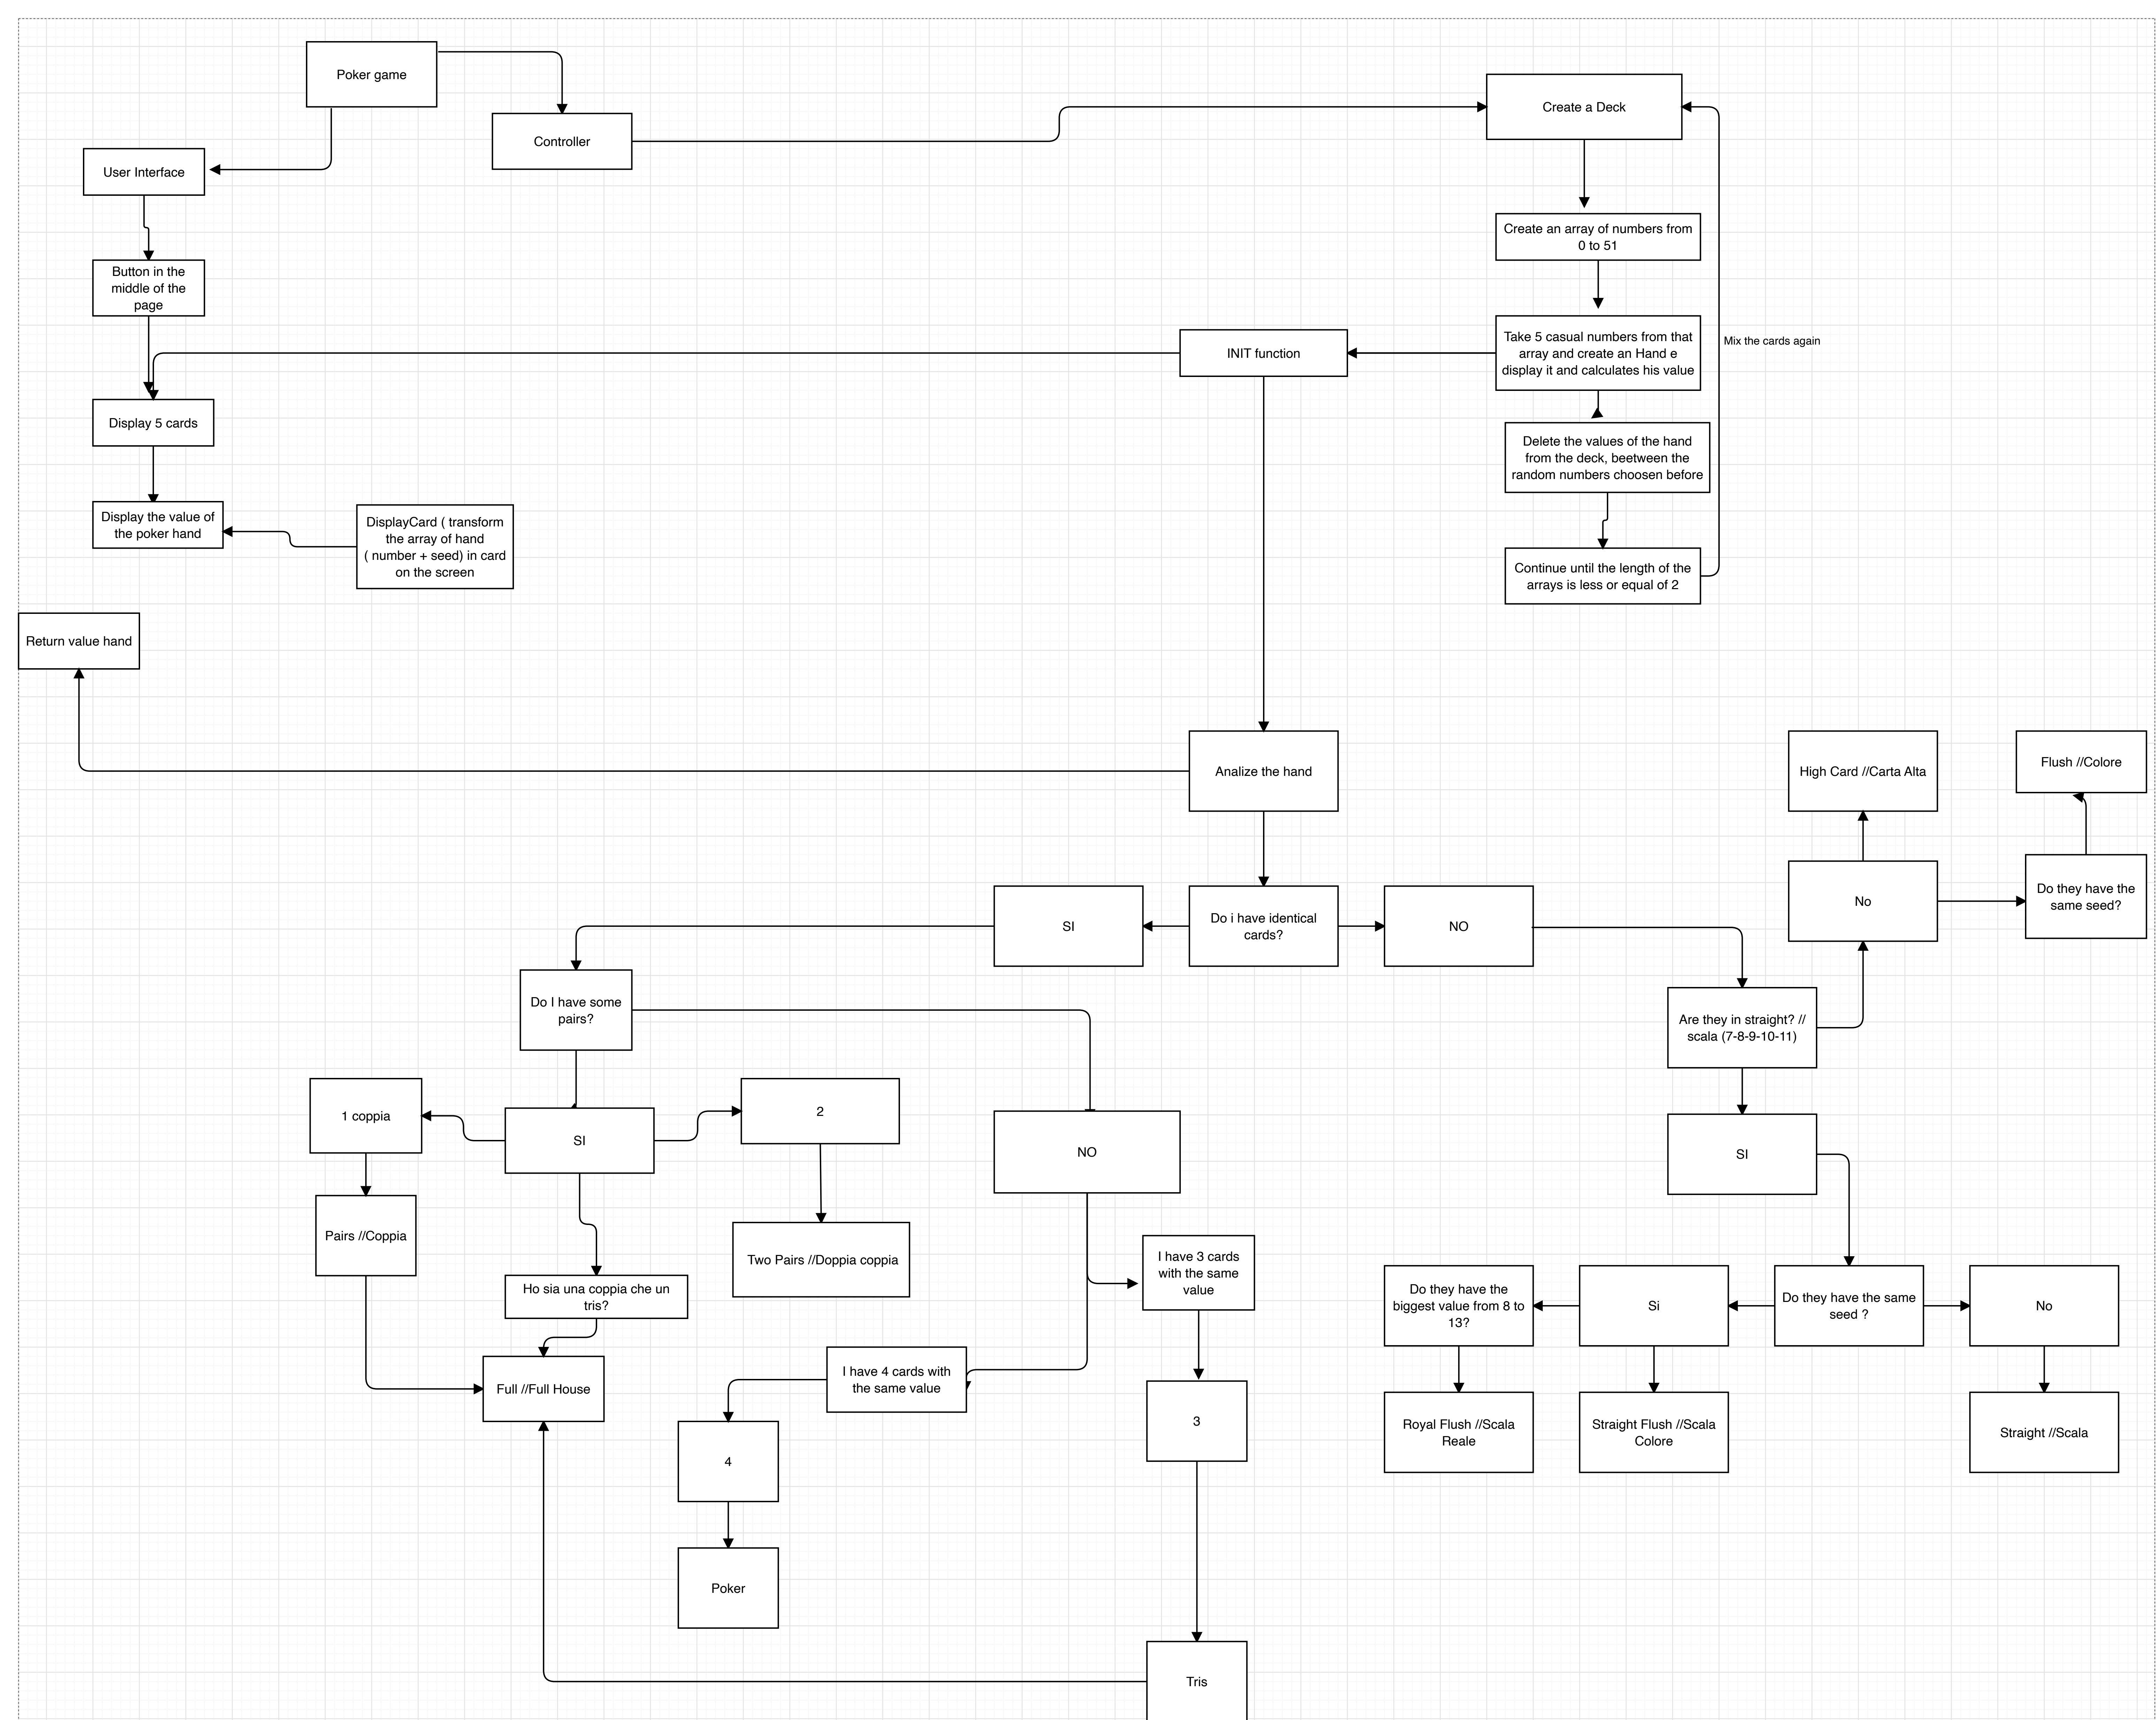 Poker game
Controller
Create a Deck
User Interface
Button in the
middle of the
page
Create an array of numbers from
0 to 51
INIT function
Take 5 casual numbers from that
array and create an Hand e
display it and calculates his value
Mix the cards again
Display 5 cards
Delete the values of the hand
from the deck, beetween the
random numbers choosen before
Display the value of
the poker hand
DisplayCard ( transform
the array of hand
( number + seed) in card
on the screen
Continue until the length of the
arrays is less or equal of 2
Return value hand
Analize the hand
High Card //Carta Alta
Flush //Colore
SI
Do i have identical
cards?
NO
No
Do they have the
same seed?
Do I have some
pairs?
Are they in straight? //
scala (7-8-9-10-11)
1 coppia
SI
2
NO
SI
Pairs //Coppia
Two Pairs //Doppia coppia
Ho sia una coppia che un
tris?
I have 3 cards
with the same
value
Do they have the
biggest value from 8 to
13?
Si
Do they have the same
seed ?
No
Full //Full House
I have 4 cards with
the same value
3
4
Royal Flush //Scala
Reale
Straight Flush //Scala
Colore
Straight //Scala
Poker
Tris